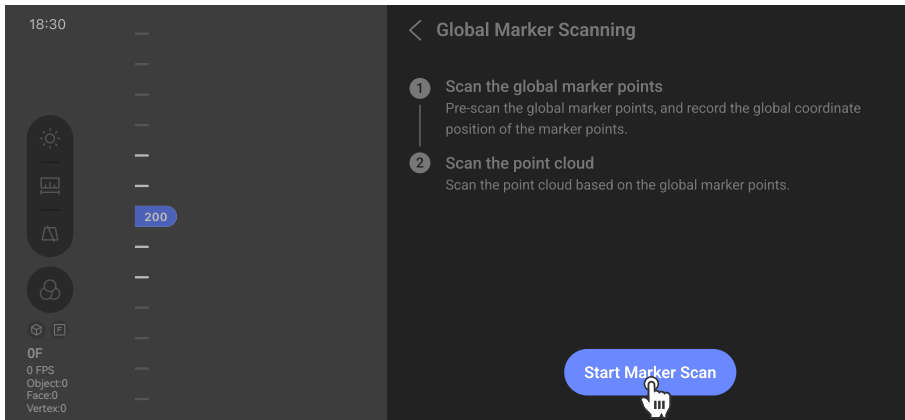 18:30
200
F
0F
0 FPS
Object:0
Face:0
Vertex:0
Global Marker Scanning
1
Scan the global marker points
Pre-scan the global marker points, and record the global coordinate
position of the marker points.
2
Scan the point cloud
Scan the point cloud based on the global marker points.
Start Marker Scan